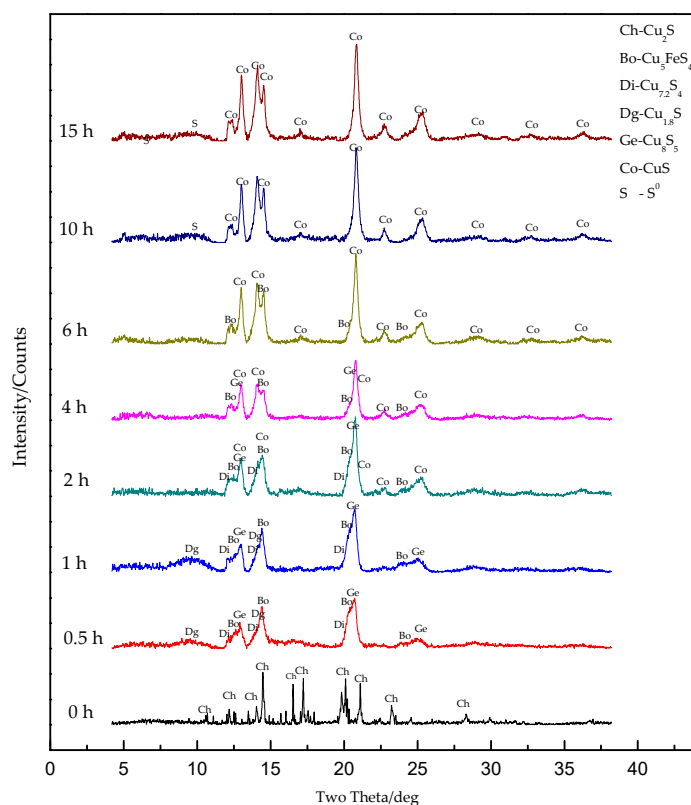 Ch-Cu2S
Bo-Cu5FeS4
Di-Cu7.2S4
Dg-Cu1.8S
Ge-Cu8S5
Co-CuS
S - S0
Intensity/Counts
15 h
S S Co Co Co Co Co Co Co Co Co Co Co
10 h
S Co Co Co Co Co Co Co Co Co Co
6 h
Bo Co Co Bo Co Bo Co Co Bo Co Co Co Co
4 h
Bo Co Ge Co Bo Bo Ge Co Co Bo Co
2 h
Di Bo Co Ge Di Co Bo Di Bo Ge Co Co Bo Co
1 h
Dg Di Bo Ge Di Dg Bo Di Bo Ge Bo Ge
0.5 h
Dg Di Bo Ge Di Dg Bo Di Bo Ge Bo Ge
0 h
Ch Ch Ch Ch Ch Ch Ch Ch Ch Ch
0 5 10 15 20 25 30 35 40
Two Theta/deg